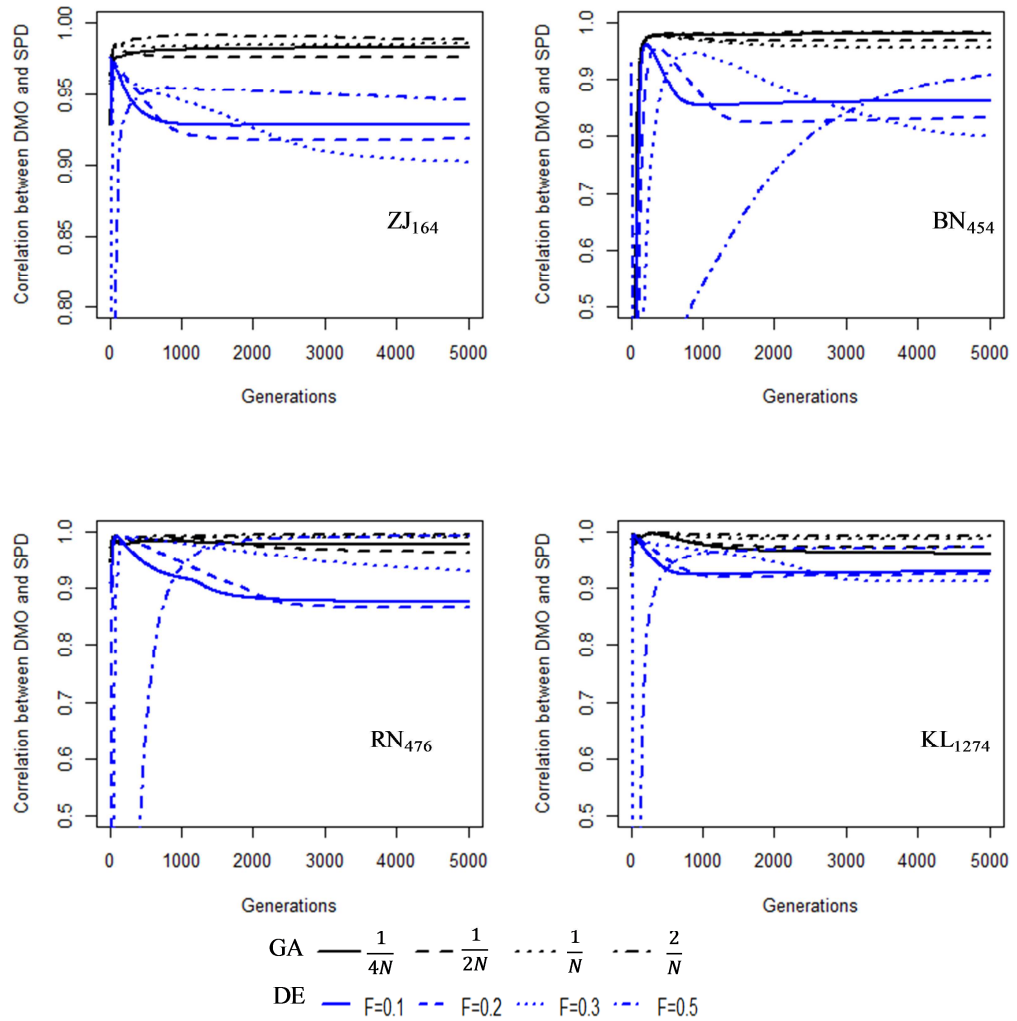 Correlation between DMO and SPD
1.00
0.95
0.90
0.85
0.80
ZJ164
0 1000 2000 3000 4000 5000
Generations
Correlation between DMO and SPD
1.0
0.9
0.8
0.7
0.6
0.5
BN454
0 1000 2000 3000 4000 5000
Generations
Correlation between DMO and SPD
1.0
0.9
0.8
0.7
0.6
0.5
RN476
0 1000 2000 3000 4000 5000
Generations
Correlation between DMO and SPD
1.0
0.9
0.8
0.7
0.6
0.5
KL1274
0 1000 2000 3000 4000 5000
Generations
GA 1/4N 1/2N 1/N 2/N
DE F=0.1 F=0.2 F=0.3 F=0.5